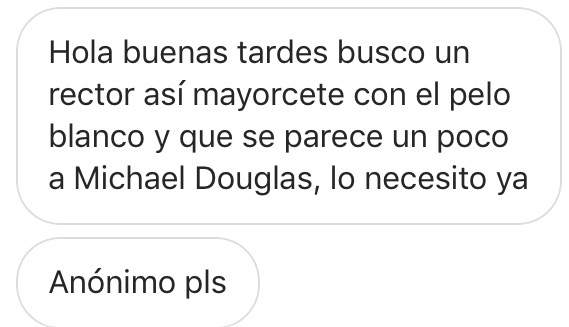 Hola buenas tardes busco un
rector así mayorcete con el pelo
blanco y que se parece un poco
a Michael Douglas, lo necesito ya
Anónimo pls